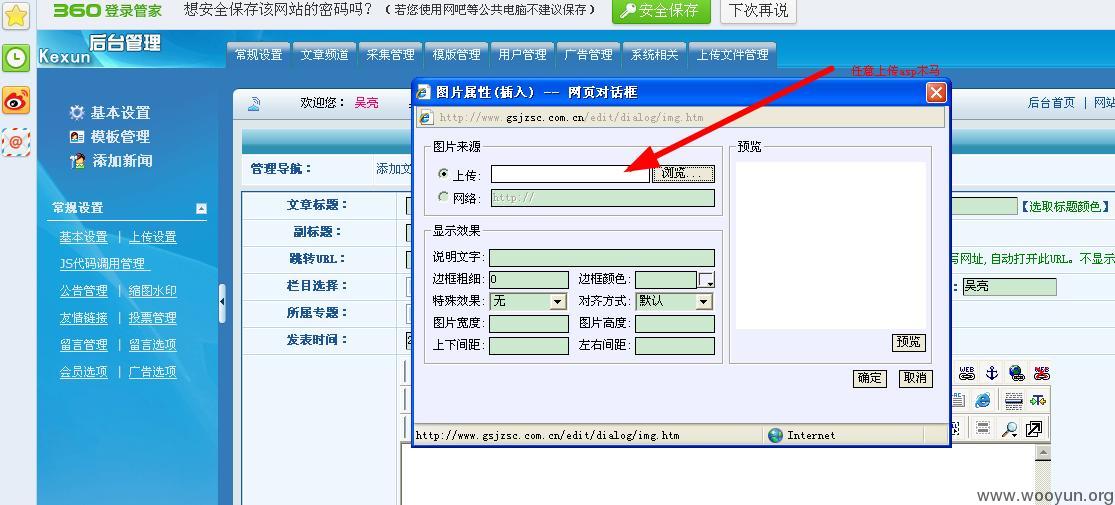 360 登录管家 想安全保存该网站的密码吗？（若您使用网吧等公共电脑不建议保存） 安全保存 下次再说
Kexun 后台管理
常规设置 文章频道 采集管理 模版管理 用户管理 广告管理 系统相关 上传文件管理
任意上传asp木马
基本设置
模板管理
添加新闻
欢迎您： 吴亮 后台首页 | 网站
管理导航： 添加文
常规设置
基本设置 | 上传设置
JS代码调用管理
公告管理 | 缩图水印
友情链接 | 投票管理
留言管理 | 留言选项
会员选项 | 广告选项
文章标题： 【选取标题颜色】
副标题：
跳转URL： 写网址,自动打开此URL。不显示
栏目选择： ：吴亮
所属专题：
发表时间： 2
图片属性(插入) -- 网页对话框
http://www.gsjzsc.com.cn/edit/dialog/img.htm
图片来源
上传： 浏览...
网络： http://
显示效果
说明文字：
边框粗细：0 边框颜色：
特殊效果：无 对齐方式：默认
图片宽度： 图片高度：
上下间距： 左右间距：
预览
预览
确定 取消
http://www.gsjzsc.com.cn/edit/dialog/img.htm Internet
WEB WEB
www.wooyun.org